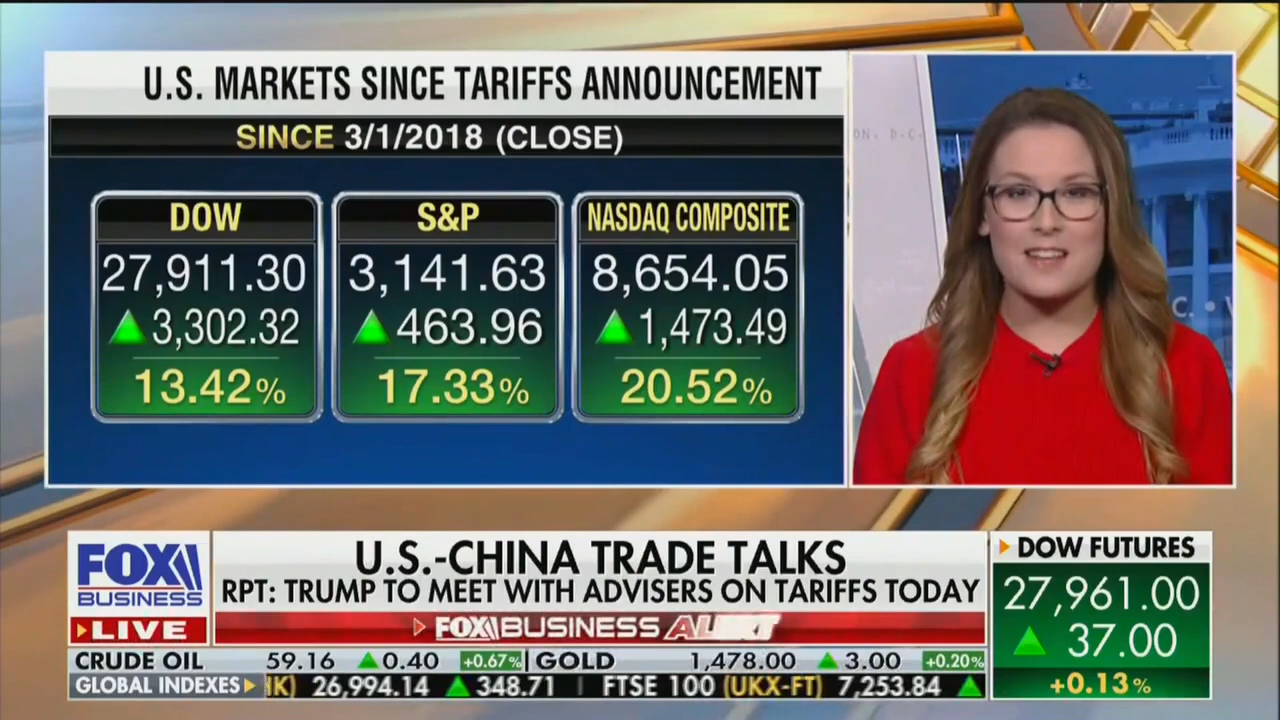 U.S. MARKETS SINCE TARIFFS ANNOUNCEMENT
SINCE 3/1/2018 (CLOSE)
DOW
27,911.30
▲ 3,302.32
13.42%
S&P
3,141.63
▲ 463.96
17.33%
NASDAQ COMPOSITE
8,654.05
▲ 1,473.49
20.52%
FOX
BUSINESS
LIVE
U.S.-CHINA TRADE TALKS
RPT: TRUMP TO MEET WITH ADVISERS ON TARIFFS TODAY
FOX BUSINESS ALERT
DOW FUTURES
27,961.00
▲ 37.00
+0.13%
CRUDE OIL 59.16 ▲ 0.40 +0.67% GOLD 1,478.00 ▲ 3.00 +0.20%
GLOBAL INDEXES K) 26,994.14 ▲ 348.71 | FTSE 100 (UKX-FT) 7,253.84 ▲